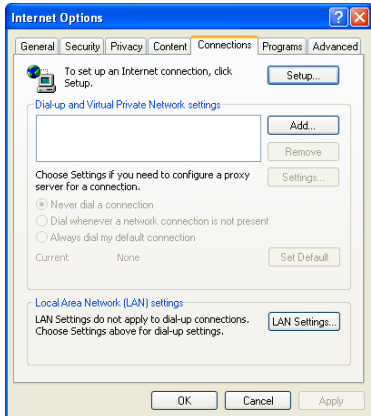 Internet Options
General Security Privacy Content Connections Programs Advanced
To set up an Internet connection, click
Setup.
Setup...
Dial-up and Virtual Private Network settings
Add...
Remove
Choose Settings if you need to configure a proxy
server for a connection.
Settings...
Never dial a connection
Dial whenever a network connection is not present
Always dial my default connection
Current None
Set Default
Local Area Network (LAN) settings
LAN Settings do not apply to dial-up connections.
Choose Settings above for dial-up settings.
LAN Settings...
OK Cancel Apply